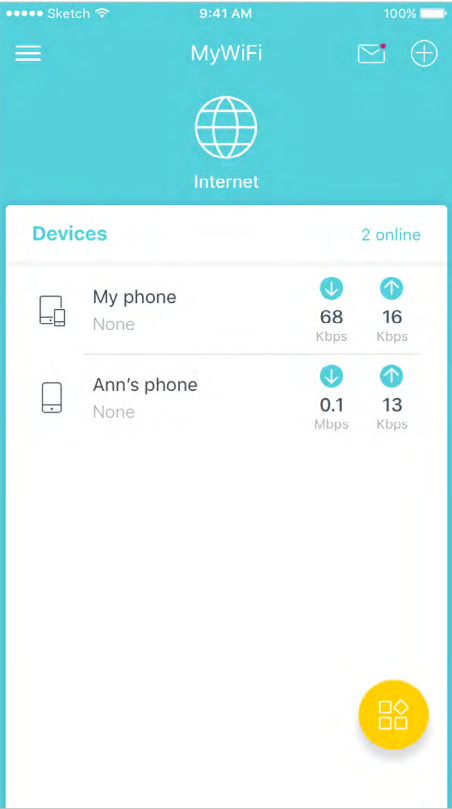 Sketch 9:41 AM 100%
MyWiFi
Internet
Devices 2 online
My phone
None
68 16
Kbps Kbps
Ann's phone
None
0.1 13
Mbps Kbps